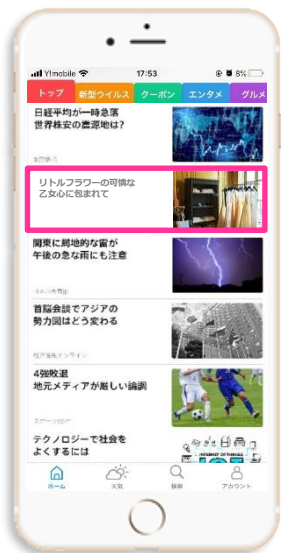 Y!mobile 17:53 8%
トップ 新型ウイルス クーポン エンタメ グルメ
日経平均が一時急落
世界株安の震源地は?
リトルフラワーの可憐な
乙女心に包まれて
関東に局地的な雷が
午後の急な雨にも注意
首脳会談でアジアの
勢力図はどう変わる
4強敗退
地元メディアが厳しい論調
テクノロジーで社会を
よくするには
INTERNET OF THINGS
ホーム 天気 検索 アカウント